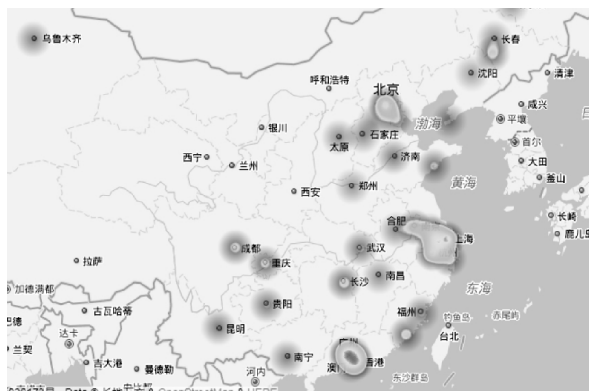 乌鲁木齐
长春
沈阳
清津
呼和浩特
北京
咸兴
平壤
渤海
首尔
银川
石家庄
太原
济南
大田
西宁
兰州
釜山
黄海
西安
郑州
长崎
合肥
上海
鹿儿岛
成都
武汉
拉萨
重庆
加德满都
长沙
南昌
东海
贵阳
古瓦哈蒂
福州
钓鱼岛
赤尾屿
昆明
达卡
台北
兰契
南宁
香港
吉大港
曼德勒
河内
东沙群岛